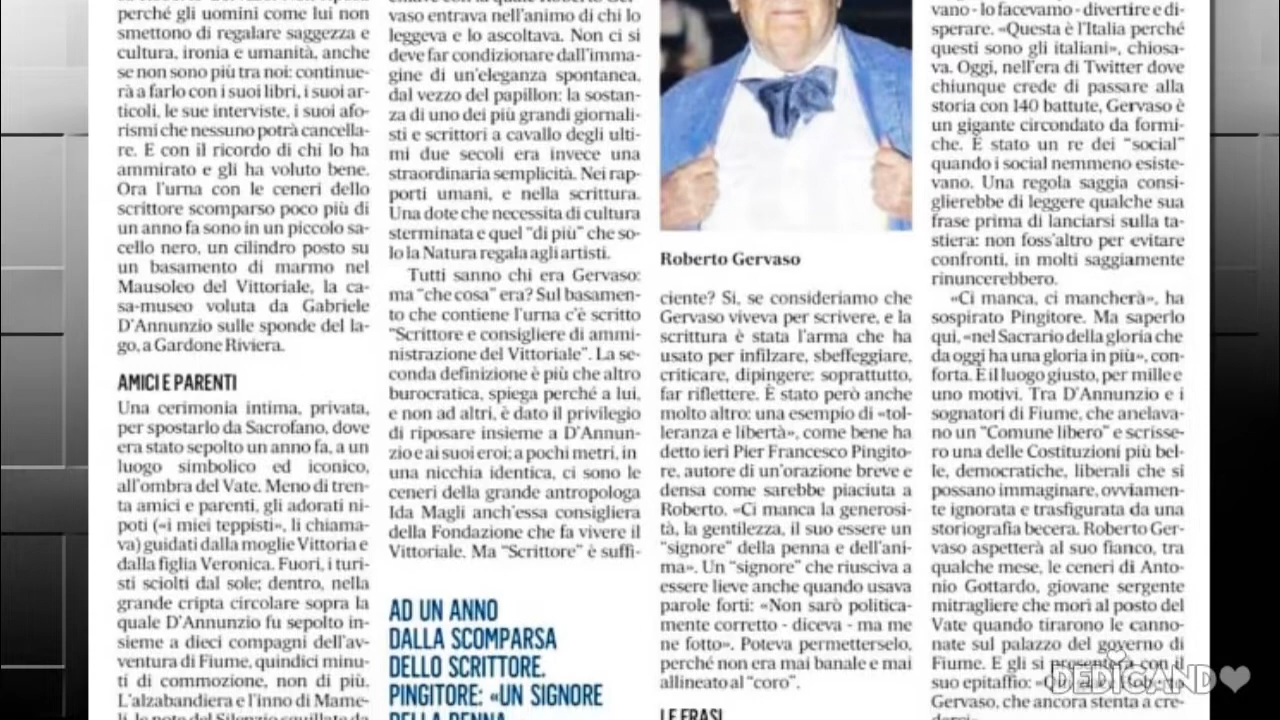 perché gli uomini come lui non
smettono di regalare saggezza e
cultura, ironia e umanità, anche
se non sono più tra noi: continue-
rà a farlo con i suoi libri, i suoi ar-
ticoli, le sue interviste, i suoi afo-
rismi che nessuno potrà cancella-
re. E con il ricordo di chi lo ha
ammirato e gli ha voluto bene.
Ora l'urna con le ceneri dello
scrittore scomparso poco più di
un anno fa sono in un piccolo sa-
cello nero, un cilindro posto su
un basamento di marmo nel
Mausoleo del Vittoriale, la ca-
sa-museo voluta da Gabriele
D'Annunzio sulle sponde del la-
go, a Gardone Riviera.
AMICI E PARENTI
Una cerimonia intima, privata,
per spostarlo da Sacrofano, dove
era stato sepolto un anno fa, a un
luogo simbolico ed iconico,
all'ombra del Vate. Meno di tren-
ta amici e parenti, gli adorati ni-
poti («i miei teppisti», li chiama-
va) guidati dalla moglie Vittoria e
dalla figlia Veronica. Fuori, i turi-
sti sciolti dal sole; dentro, nella
grande cripta circolare sopra la
quale D'Annunzio fu sepolto in-
sieme a dieci compagni dell'av-
ventura di Fiume, quindici minu-
ti di commozione, non di più.
L'alzabandiera e l'inno di Mame-
li, le note del Silenzio squillate da
vaso entrava nell'animo di chi lo
leggeva e lo ascoltava. Non ci si
deve far condizionare dall'imma-
gine di un'eleganza spontanea,
dal vezzo del papillon: la sostan-
za di uno dei più grandi giornali-
sti e scrittori a cavallo degli ulti-
mi due secoli era invece una
straordinaria semplicità. Nei rap-
porti umani, e nella scrittura.
Una dote che necessita di cultura
sterminata e quel "di più" che so-
lo la Natura regala agli artisti.
Tutti sanno chi era Gervaso:
ma "che cosa" era? Sul basamen-
to che contiene l'urna c'è scritto
"Scrittore e consigliere di ammi-
nistrazione del Vittoriale". La se-
conda definizione è più che altro
burocratica, spiega perché a lui,
e non ad altri, è dato il privilegio
di riposare insieme a D'Annun-
zio e ai suoi eroi; a pochi metri, in
una nicchia identica, ci sono le
ceneri della grande antropologa
Ida Magli anch'essa consigliera
della Fondazione che fa vivere il
Vittoriale. Ma "Scrittore" è suffi-
AD UN ANNO
DALLA SCOMPARSA
DELLO SCRITTORE.
PINGITORE: «UN SIGNORE
DELLA PENNA
Roberto Gervaso
ciente? Sì, se consideriamo che
Gervaso viveva per scrivere, e la
scrittura è stata l'arma che ha
usato per infilzare, sbeffeggiare,
criticare, dipingere: soprattutto,
far riflettere. È stato però anche
molto altro: una esempio di «tol-
leranza e libertà», come bene ha
detto ieri Pier Francesco Pingito-
re, autore di un'orazione breve e
densa come sarebbe piaciuta a
Roberto. «Ci manca la generosi-
tà, la gentilezza, il suo essere un
"signore" della penna e dell'ani-
ma». Un "signore" che riusciva a
essere lieve anche quando usava
parole forti: «Non sarò politica-
mente corretto - diceva - ma me
ne fotto». Poteva permetterselo,
perché non era mai banale e mai
allineato al "coro".
LE FRASI
vano - lo facevamo - divertire e di-
sperare. «Questa è l'Italia perché
questi sono gli italiani», chiosa-
va. Oggi, nell'era di Twitter dove
chiunque crede di passare alla
storia con 140 battute, Gervaso è
un gigante circondato da formi-
che. È stato un re dei "social"
quando i social nemmeno esiste-
vano. Una regola saggia consi-
glierebbe di leggere qualche sua
frase prima di lanciarsi sulla ta-
stiera: non foss'altro per evitare
confronti, in molti saggiamente
rinuncerebbero.
«Ci manca, ci mancherà», ha
sospirato Pingitore. Ma saperlo
qui, «nel Sacrario della gloria che
da oggi ha una gloria in più», con-
forta. È il luogo giusto, per mille e
uno motivi. Tra D'Annunzio e i
sognatori di Fiume, che anelava-
no un "Comune libero" e scrisse-
ro una delle Costituzioni più bel-
le, democratiche, liberali che si
possano immaginare, ovviamen-
te ignorata e trasfigurata da una
storiografia becera. Roberto Ger-
vaso aspetterà al suo fianco, tra
qualche mese, le ceneri di Anto-
nio Gottardo, giovane sergente
mitragliere che morì al posto del
Vate quando tirarono le canno-
nate sul palazzo del governo di
Fiume. E gli si presenterà con il
suo epitaffio:
Gervaso, che ancora stenta a cre-
DEDICAND